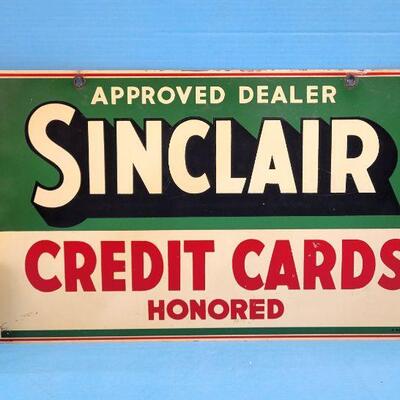 APPROVED DEALER
SINCLAIR
CREDIT CARDS
HONORED